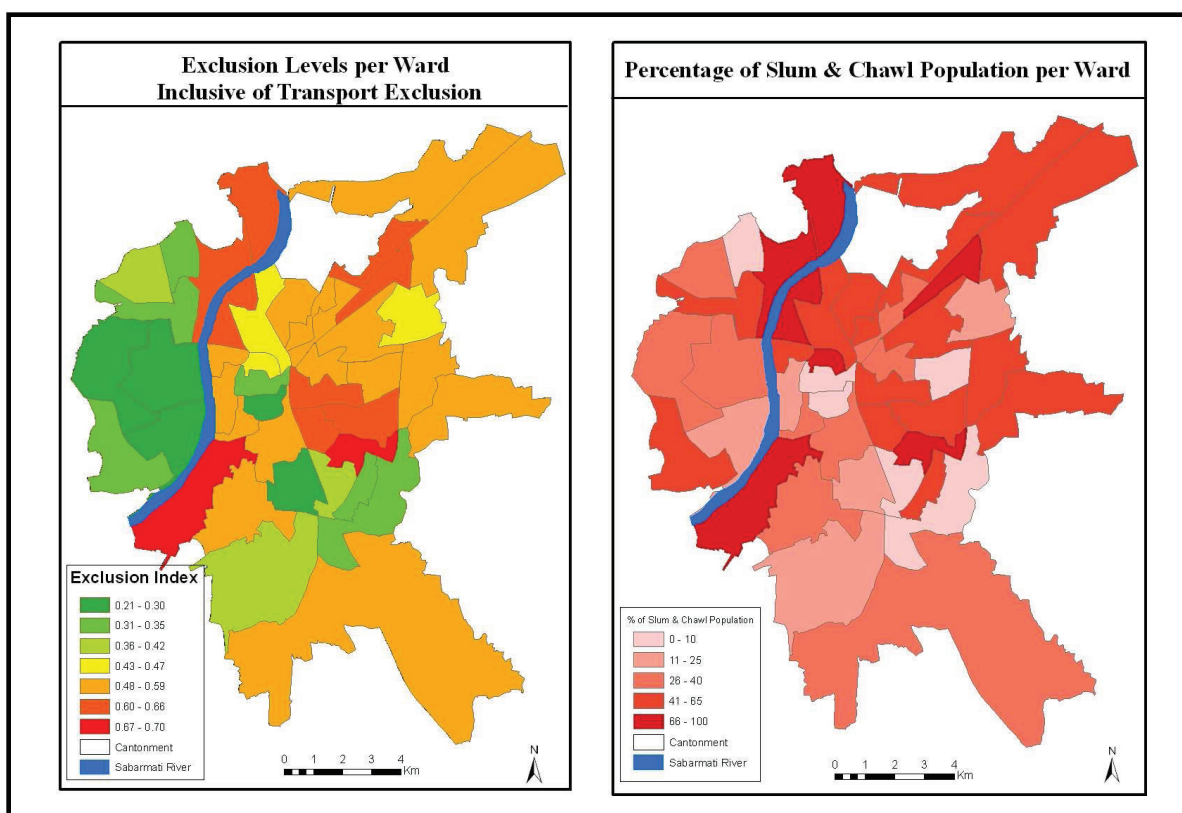 Exclusion Levels per Ward
Inclusive of Transport Exclusion
Exclusion Index
0.21 - 0.30
0.31 - 0.35
0.36 - 0.42
0.43 - 0.47
0.48 - 0.59
0.60 - 0.66
0.67 - 0.70
Cantonment
Sabarmati River
0 1 2 3 4
Km
N
Percentage of Slum & Chawl Population per Ward
% of Slum & Chawl Population
0 - 10
11 - 25
26 - 40
41 - 65
66 - 100
Cantonment
Sabarmati River
0 1 2 3 4
Km
N